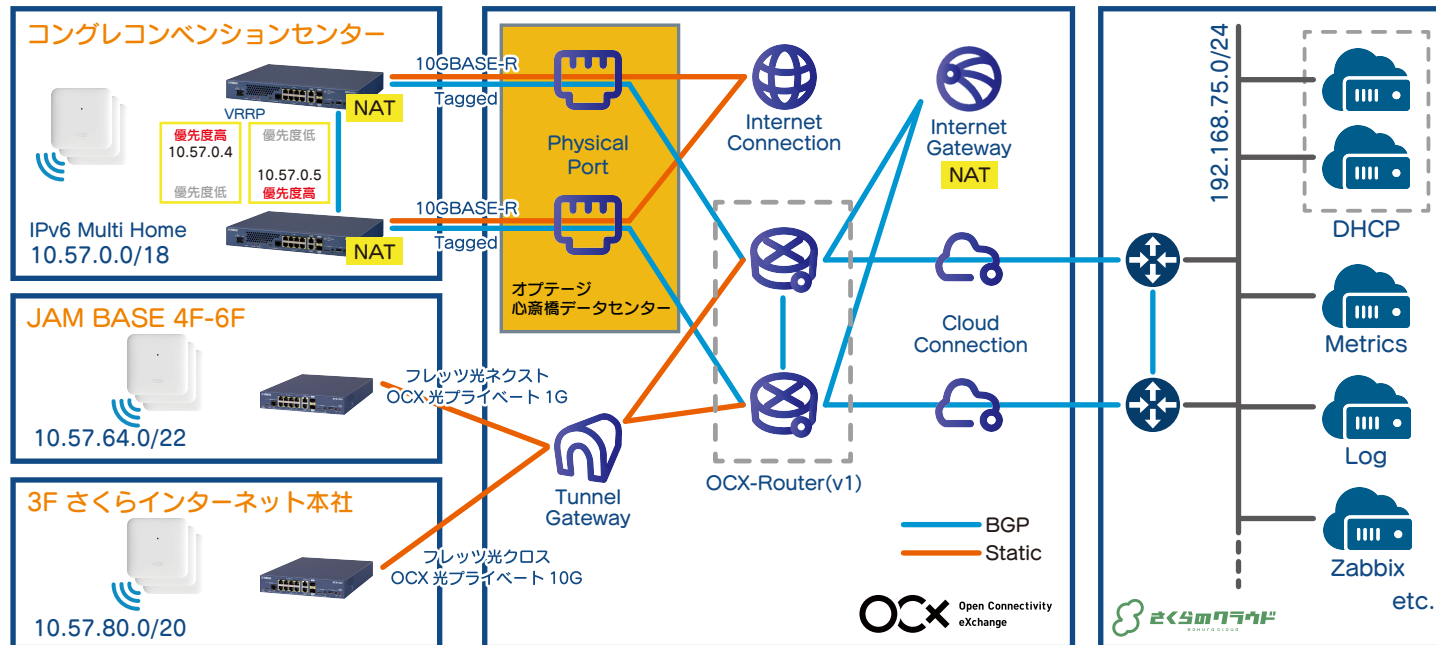 コングレコンベンションセンター
VRRP
NAT
優先度高
10.57.0.4
優先度低
優先度低
10.57.0.5
優先度高
NAT
IPv6 Multi Home
10.57.0.0/18
10GBASE-R
Tagged
10GBASE-R
Tagged
JAM BASE 4F-6F
10.57.64.0/22
フレッツ光ネクスト
OCX 光プライベート 1G
3F さくらインターネット本社
10.57.80.0/20
フレッツ光クロス
OCX 光プライベート 10G
Physical
Port
オプテージ
心斎橋データセンター
Internet
Connection
Internet
Gateway
NAT
Cloud
Connection
OCX-Router(v1)
Tunnel
Gateway
BGP
Static
OCX
Open Connectivity
eXchange
192.168.75.0/24
DHCP
Metrics
Log
Zabbix
etc.
さくらのクラウド
SAKURA CLOUD